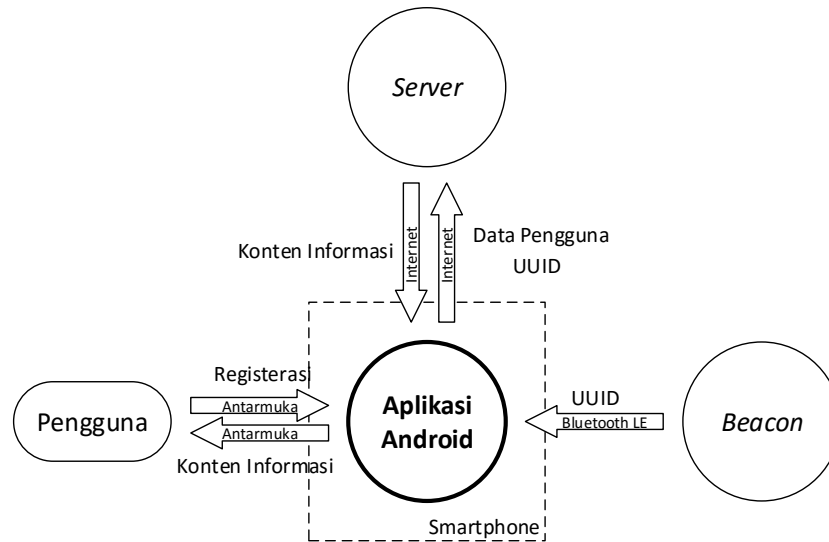 Server
Konten Informasi
Internet
Internet
Data Pengguna
UUID
Registerasi
Antarmuka
Antarmuka
Konten Informasi
Pengguna
Aplikasi
Android
UUID
Bluetooth LE
Beacon
Smartphone